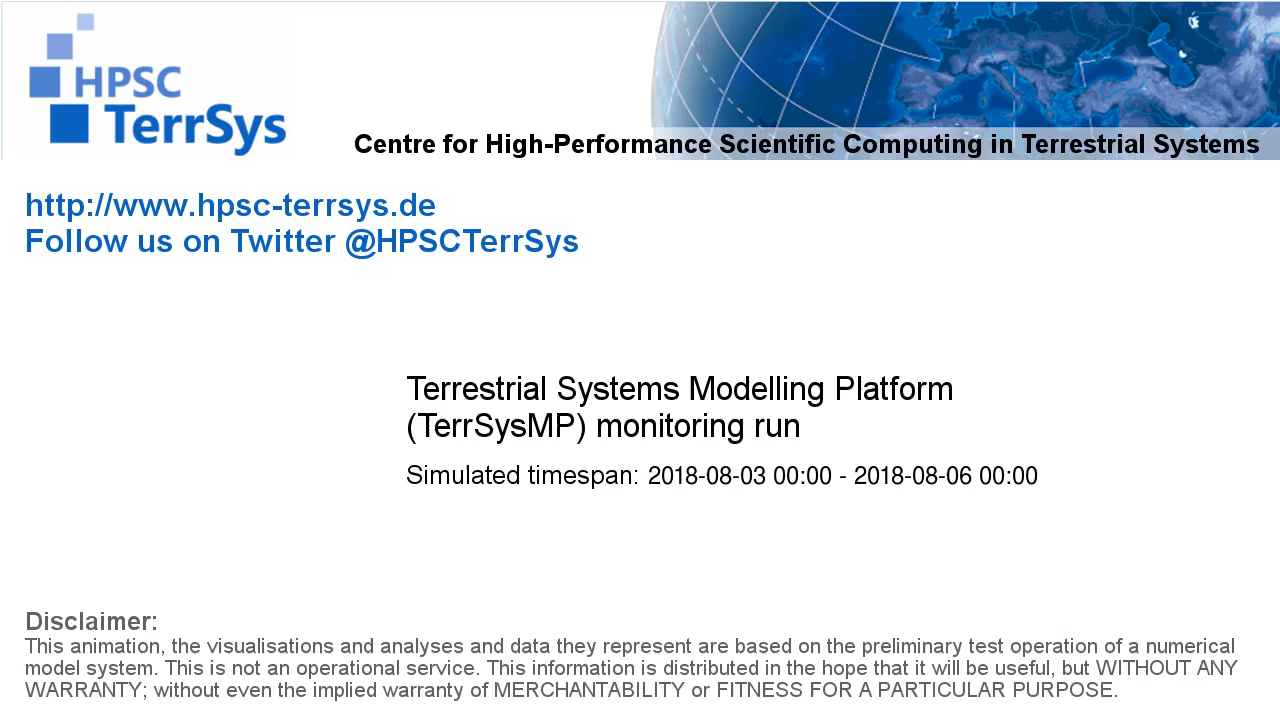 HPSC
TerrSys
Centre for High-Performance Scientific Computing in Terrestrial Systems
http://www.hpsc-terrsys.de
Follow us on Twitter @HPSCTerrSys
Terrestrial Systems Modelling Platform
(TerrSysMP) monitoring run
Simulated timespan: 2018-08-03 00:00 - 2018-08-06 00:00
Disclaimer:
This animation, the visualisations and analyses and data they represent are based on the preliminary test operation of a numerical
model system. This is not an operational service. This information is distributed in the hope that it will be useful, but WITHOUT ANY
WARRANTY; without even the implied warranty of MERCHANTABILITY or FITNESS FOR A PARTICULAR PURPOSE.